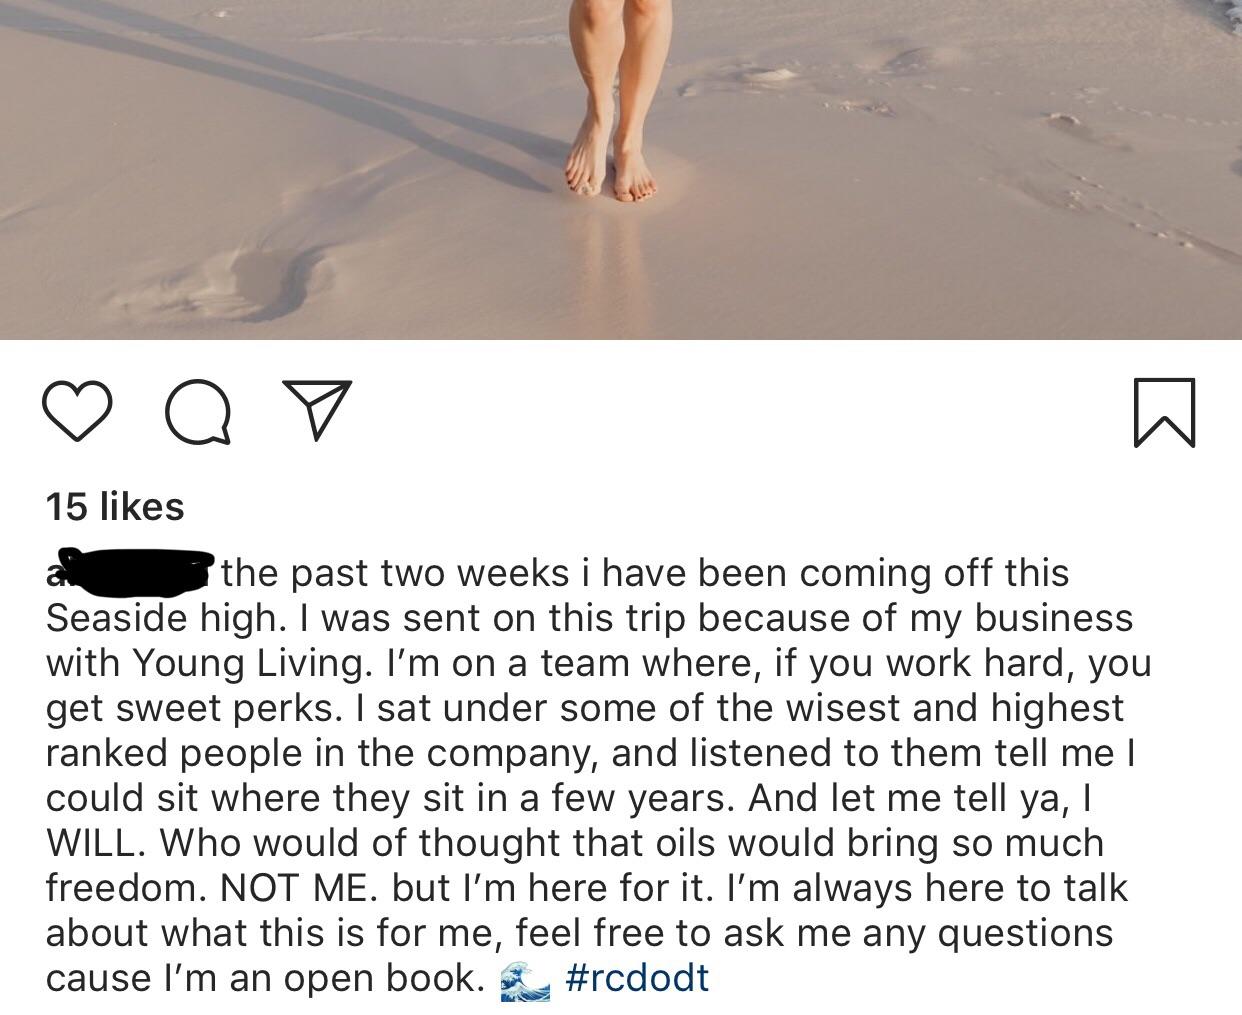 15 likes
the past two weeks i have been coming off this
Seaside high. I was sent on this trip because of my business
with Young Living. I'm on a team where, if you work hard, you
get sweet perks. I sat under some of the wisest and highest
ranked people in the company, and listened to them tell me I
could sit where they sit in a few years. And let me tell ya, I
WILL. Who would of thought that oils would bring so much
freedom. NOT ME. but I'm here for it. I'm always here to talk
about what this is for me, feel free to ask me any questions
cause I'm an open book. 🌊 #rcdodt